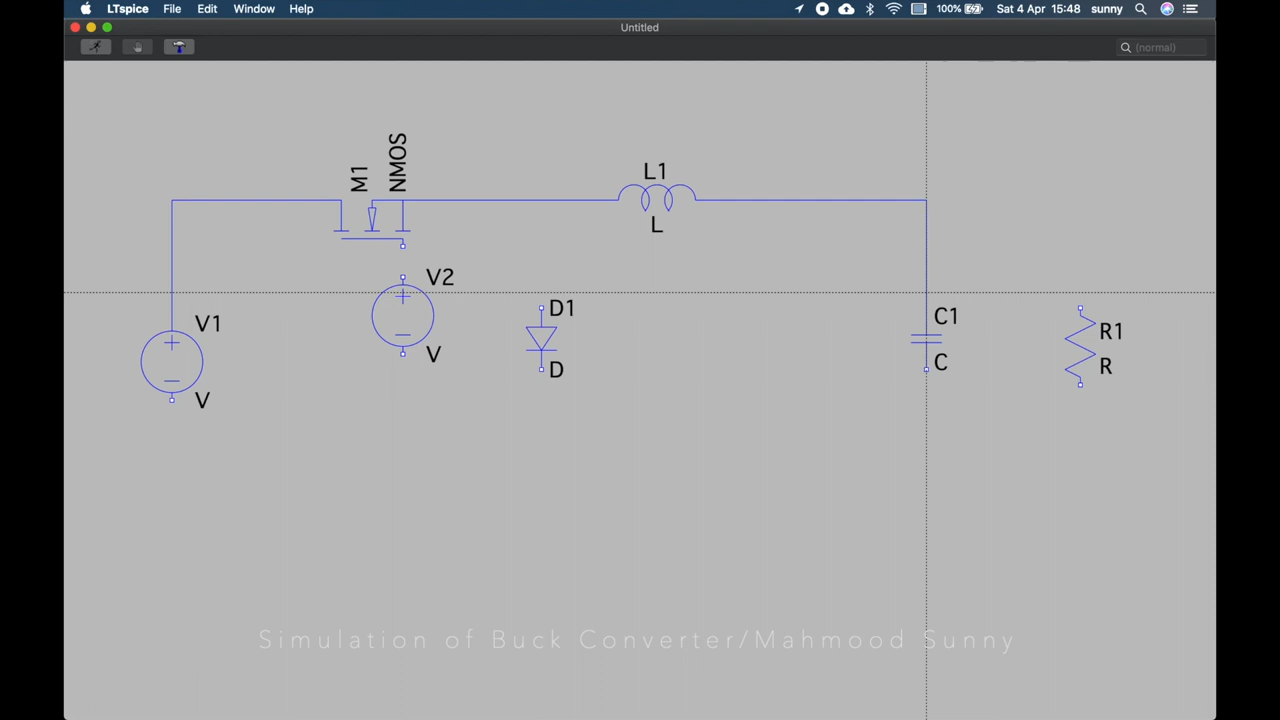 LTspice File Edit Window Help 100% Sat 4 Apr 15:48 sunny
Untitled
(normal)
M1
NMOS
L1
L
V2
V
V1
V
D1
D
C1
C
R1
R
Simulation of Buck Converter/Mahmood Sunny